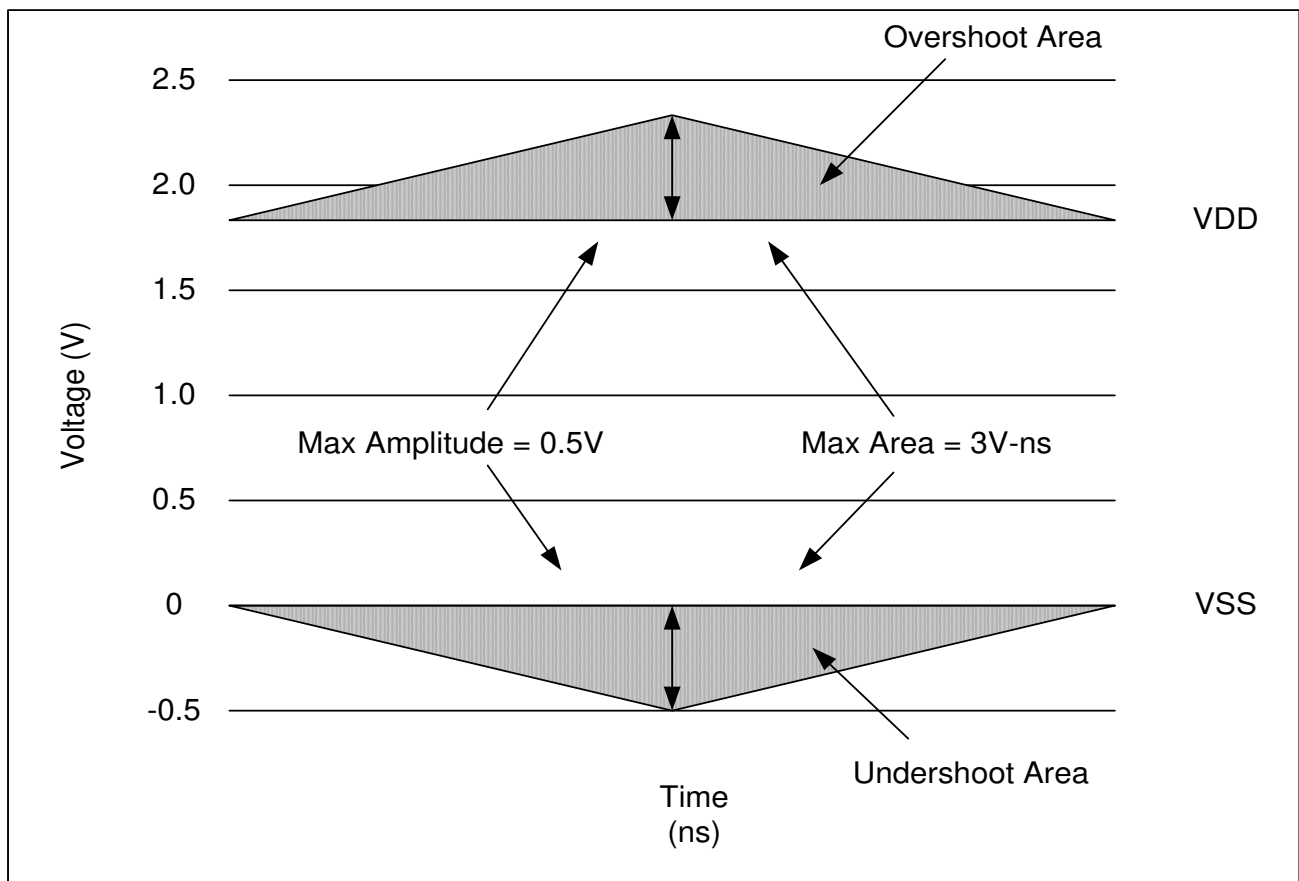 Overshoot Area
2.5
2.0
VDD
1.5
Voltage (V)
1.0
Max Amplitude = 0.5V
Max Area = 3V-ns
0.5
0
VSS
-0.5
Undershoot Area
Time
(ns)